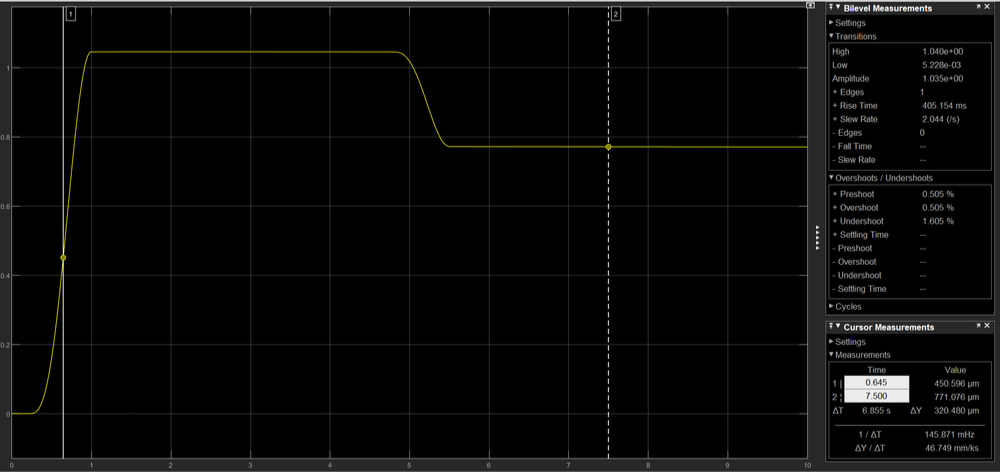 1
2
1
0.8
0.6
0.4
0.2
0
0 1 2 3 4 5 6 7 8 9 10
Bilevel Measurements
Settings
Transitions
High 1.040e+00
Low 5.228e-03
Amplitude 1.035e+00
+ Edges 1
+ Rise Time 405.154 ms
+ Slew Rate 2.044 (/s)
- Edges 0
- Fall Time --
- Slew Rate --
Overshoots / Undershoots
+ Preshoot 0.505 %
+ Overshoot 0.505 %
+ Undershoot 1.605 %
+ Settling Time --
- Preshoot --
- Overshoot --
- Undershoot --
- Settling Time --
Cycles
Cursor Measurements
Settings
Measurements
Time Value
1 | 0.645 450.596 μm
2 ¦ 7.500 771.076 μm
ΔT 6.855 s ΔY 320.480 μm
1 / ΔT 145.871 mHz
ΔY / ΔT 46.749 mm/ks